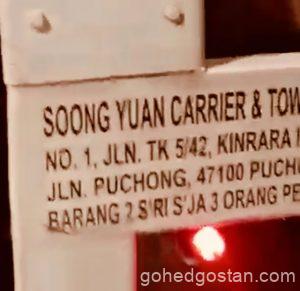 SOONG YUAN CARRIER & TOW
NO. 1, JLN. TK 5/42, KINRARA
JLN. PUCHONG, 47100 PUCH
BARANG 2 S'RI S'JA 3 ORANG PE
gohedgostan.com